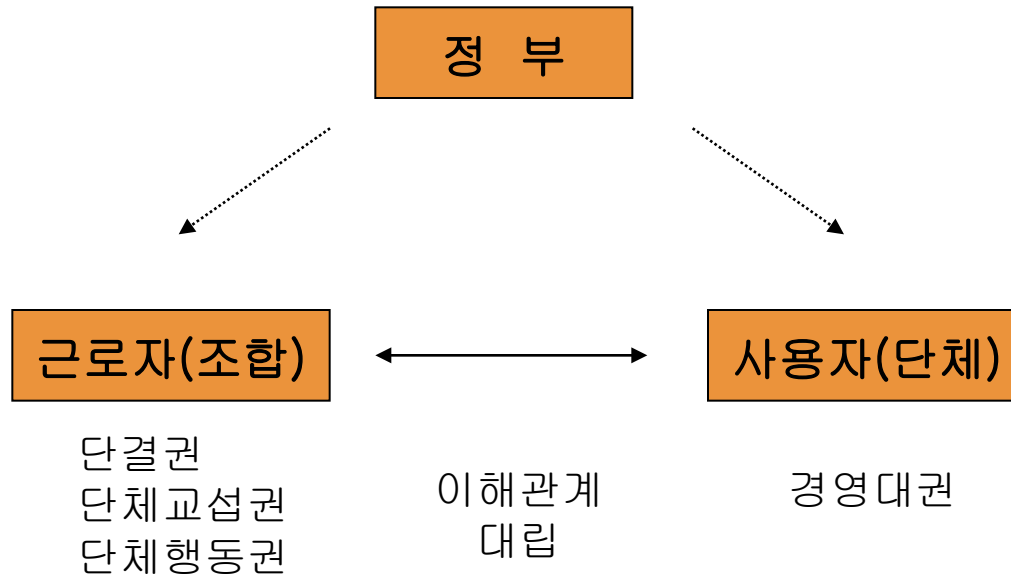 정 부
근로자(조합)
사용자(단체)
단결권
단체교섭권
단체행동권
이해관계
대립
경영대권